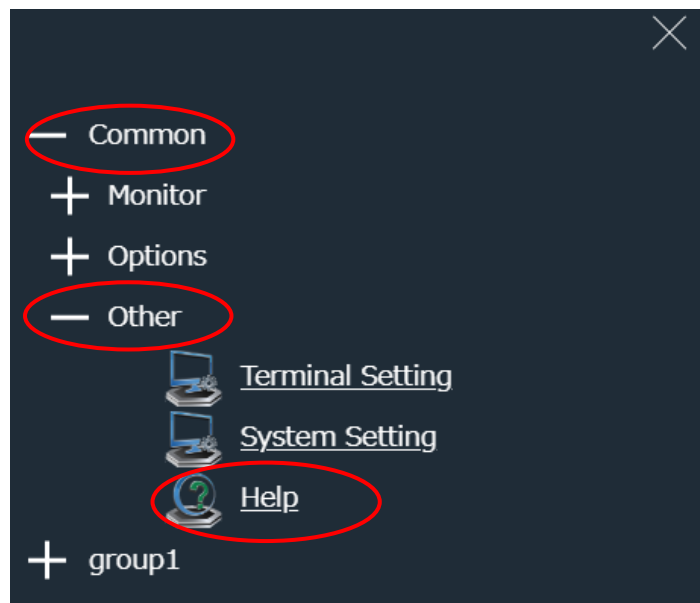 Common
Monitor
Options
Other
Terminal Setting
System Setting
Help
group1